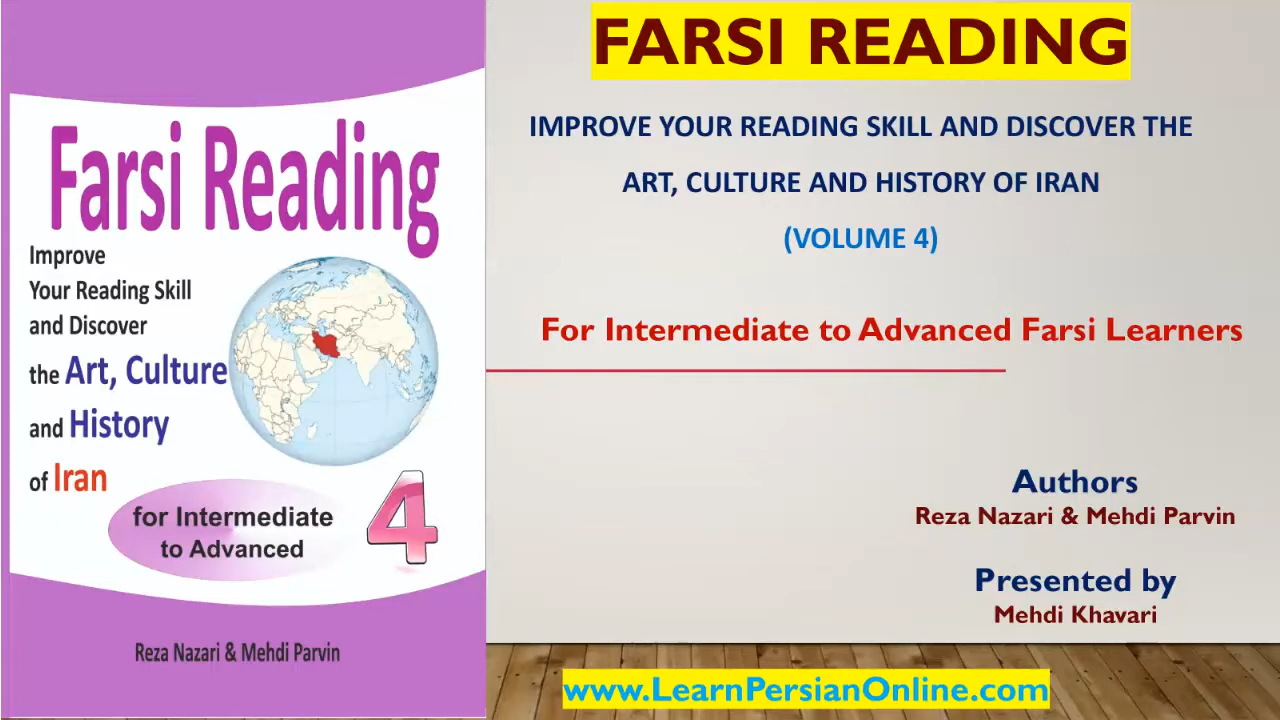 Farsi Reading
Improve
Your Reading Skill
and Discover
the Art, Culture
and History
of Iran
for Intermediate
to Advanced
4
Reza Nazari & Mehdi Parvin
FARSI READING
IMPROVE YOUR READING SKILL AND DISCOVER THE
ART, CULTURE AND HISTORY OF IRAN
(VOLUME 4)
For Intermediate to Advanced Farsi Learners
Authors
Reza Nazari & Mehdi Parvin
Presented by
Mehdi Khavari
www.LearnPersianOnline.com